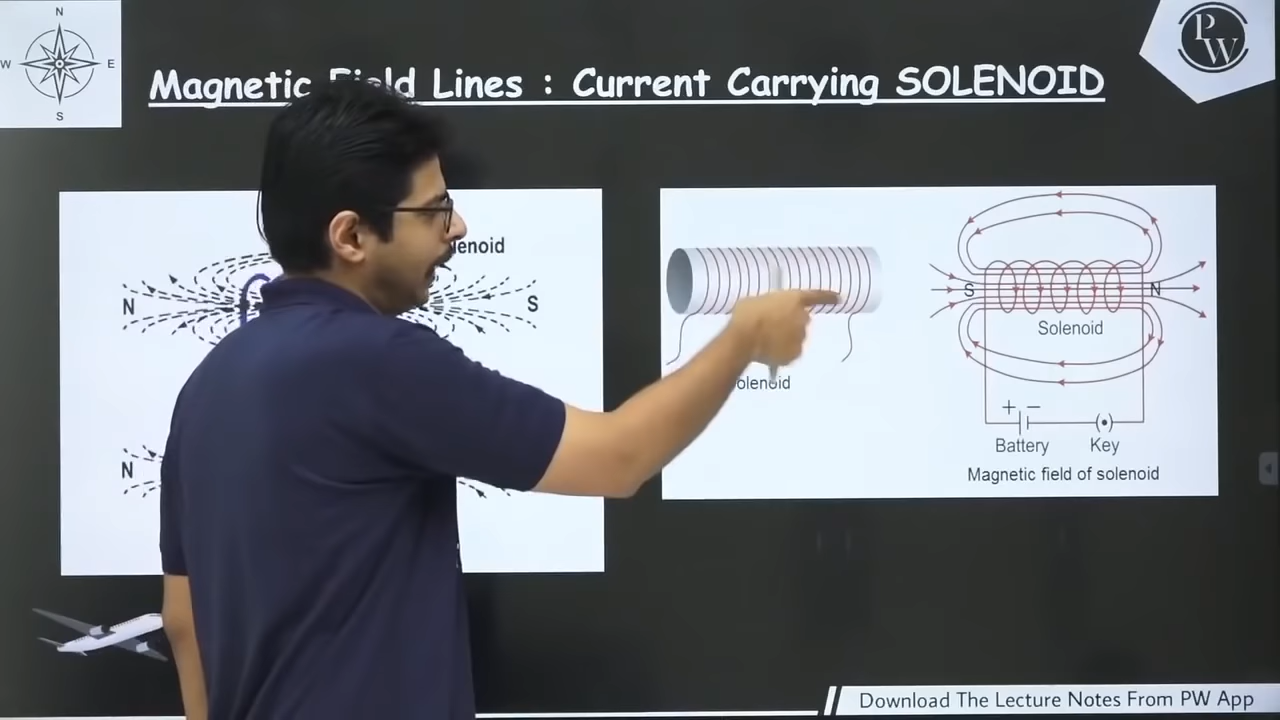 N
W E
S
Magnetic Field Lines : Current Carrying SOLENOID
PW
N S
N
S N
Solenoid
+ −
Battery Key
Magnetic field of solenoid
Download The Lecture Notes From PW App